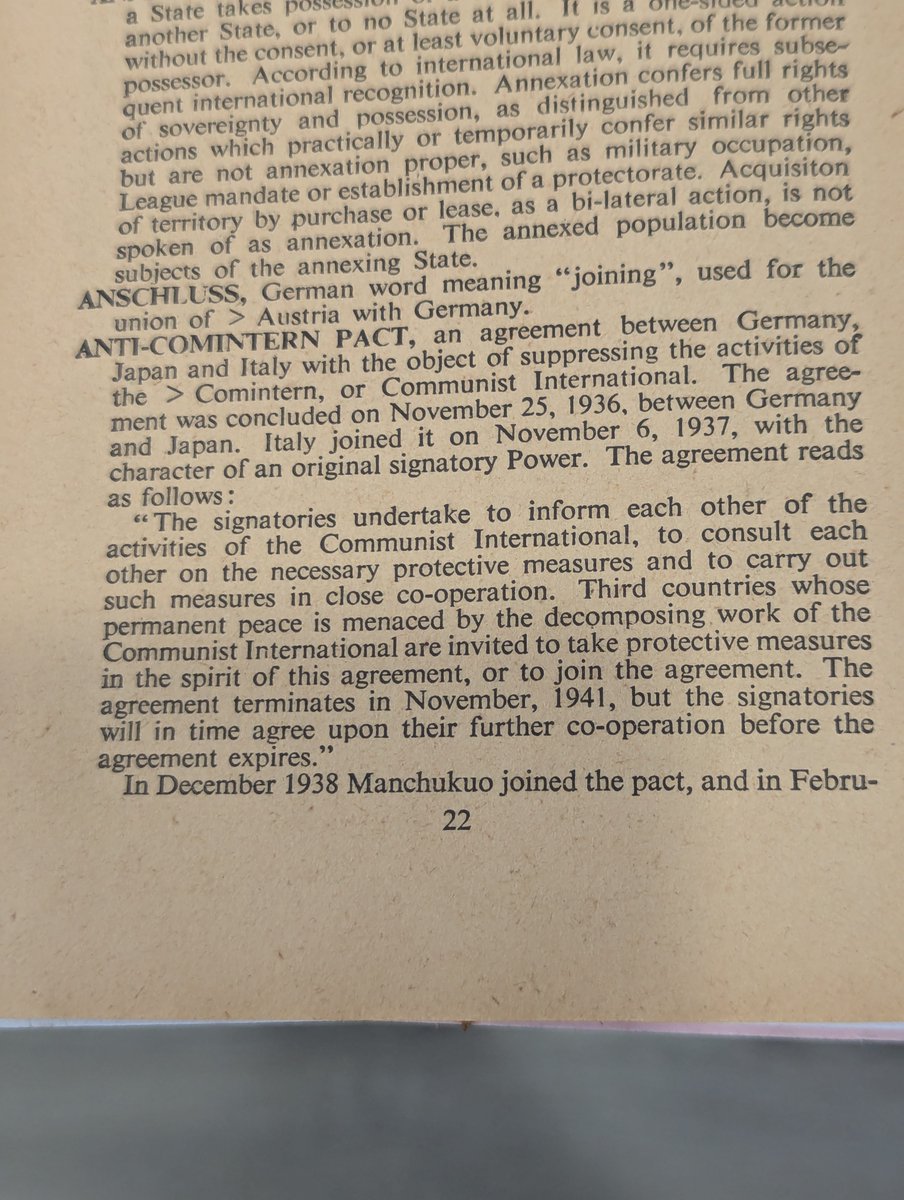 a State takes possession
another State, or to no State at all. It is a one-sided action
without the consent, or at least voluntary consent, of the former
possessor. According to international law, it requires subse-
quent international recognition. Annexation confers full rights
of sovereignty and possession, as distinguished from other
actions which practically or temporarily confer similar rights
but are not annexation proper, such as military occupation,
League mandate or establishment of a protectorate. Acquisiton
of territory by purchase or lease, as a bi-lateral action, is not
spoken of as annexation. The annexed population become
subjects of the annexing State.
ANSCHLUSS, German word meaning "joining", used for the
union of > Austria with Germany.
ANTI-COMINTERN PACT, an agreement between Germany,
Japan and Italy with the object of suppressing the activities of
the > Comintern, or Communist International. The agree-
ment was concluded on November 25, 1936, between Germany
and Japan. Italy joined it on November 6, 1937, with the
character of an original signatory Power. The agreement reads
as follows:
"The signatories undertake to inform each other of the
activities of the Communist International, to consult each
other on the necessary protective measures and to carry out
such measures in close co-operation. Third countries whose
permanent peace is menaced by the decomposing work of the
Communist International are invited to take protective measures
in the spirit of this agreement, or to join the agreement. The
agreement terminates in November, 1941, but the signatories
will in time agree upon their further co-operation before the
agreement expires."
In December 1938 Manchukuo joined the pact, and in Febru-
22